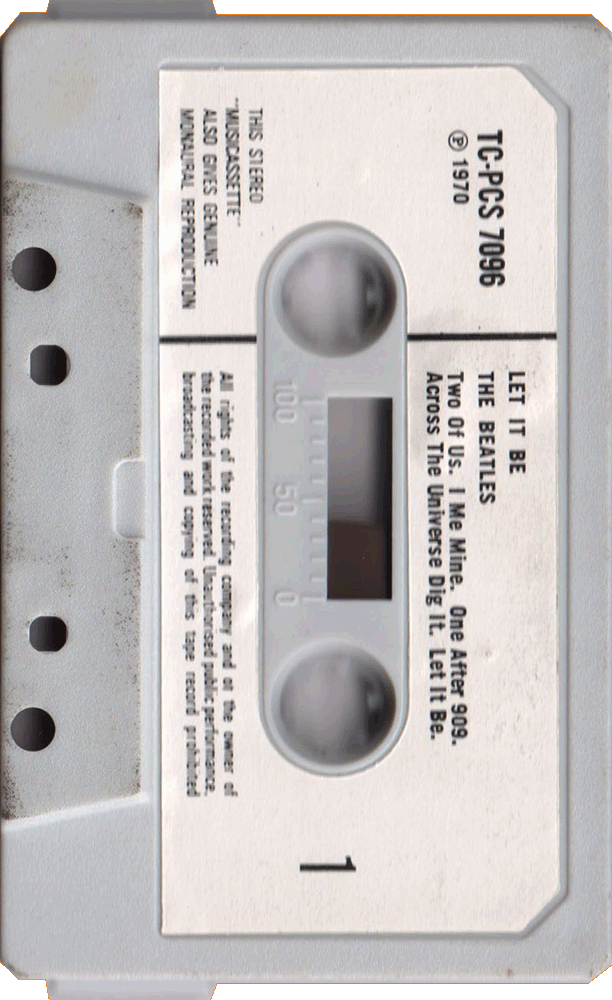 TC-PCS 7096
Ⓟ 1970
THIS STEREO
"MUSICASSETTE"
ALSO GIVES GENUINE
MONAURAL REPRODUCTION
LET IT BE
THE BEATLES
Two Of Us. I Me Mine. One After 909.
Across The Universe Dig It. Let It Be.
100 50 0
All rights of the recording company and ot the owner of
the recorded work reserved. Unauthorised public performance,
broadcasting and copying of this tape record prohibited
1